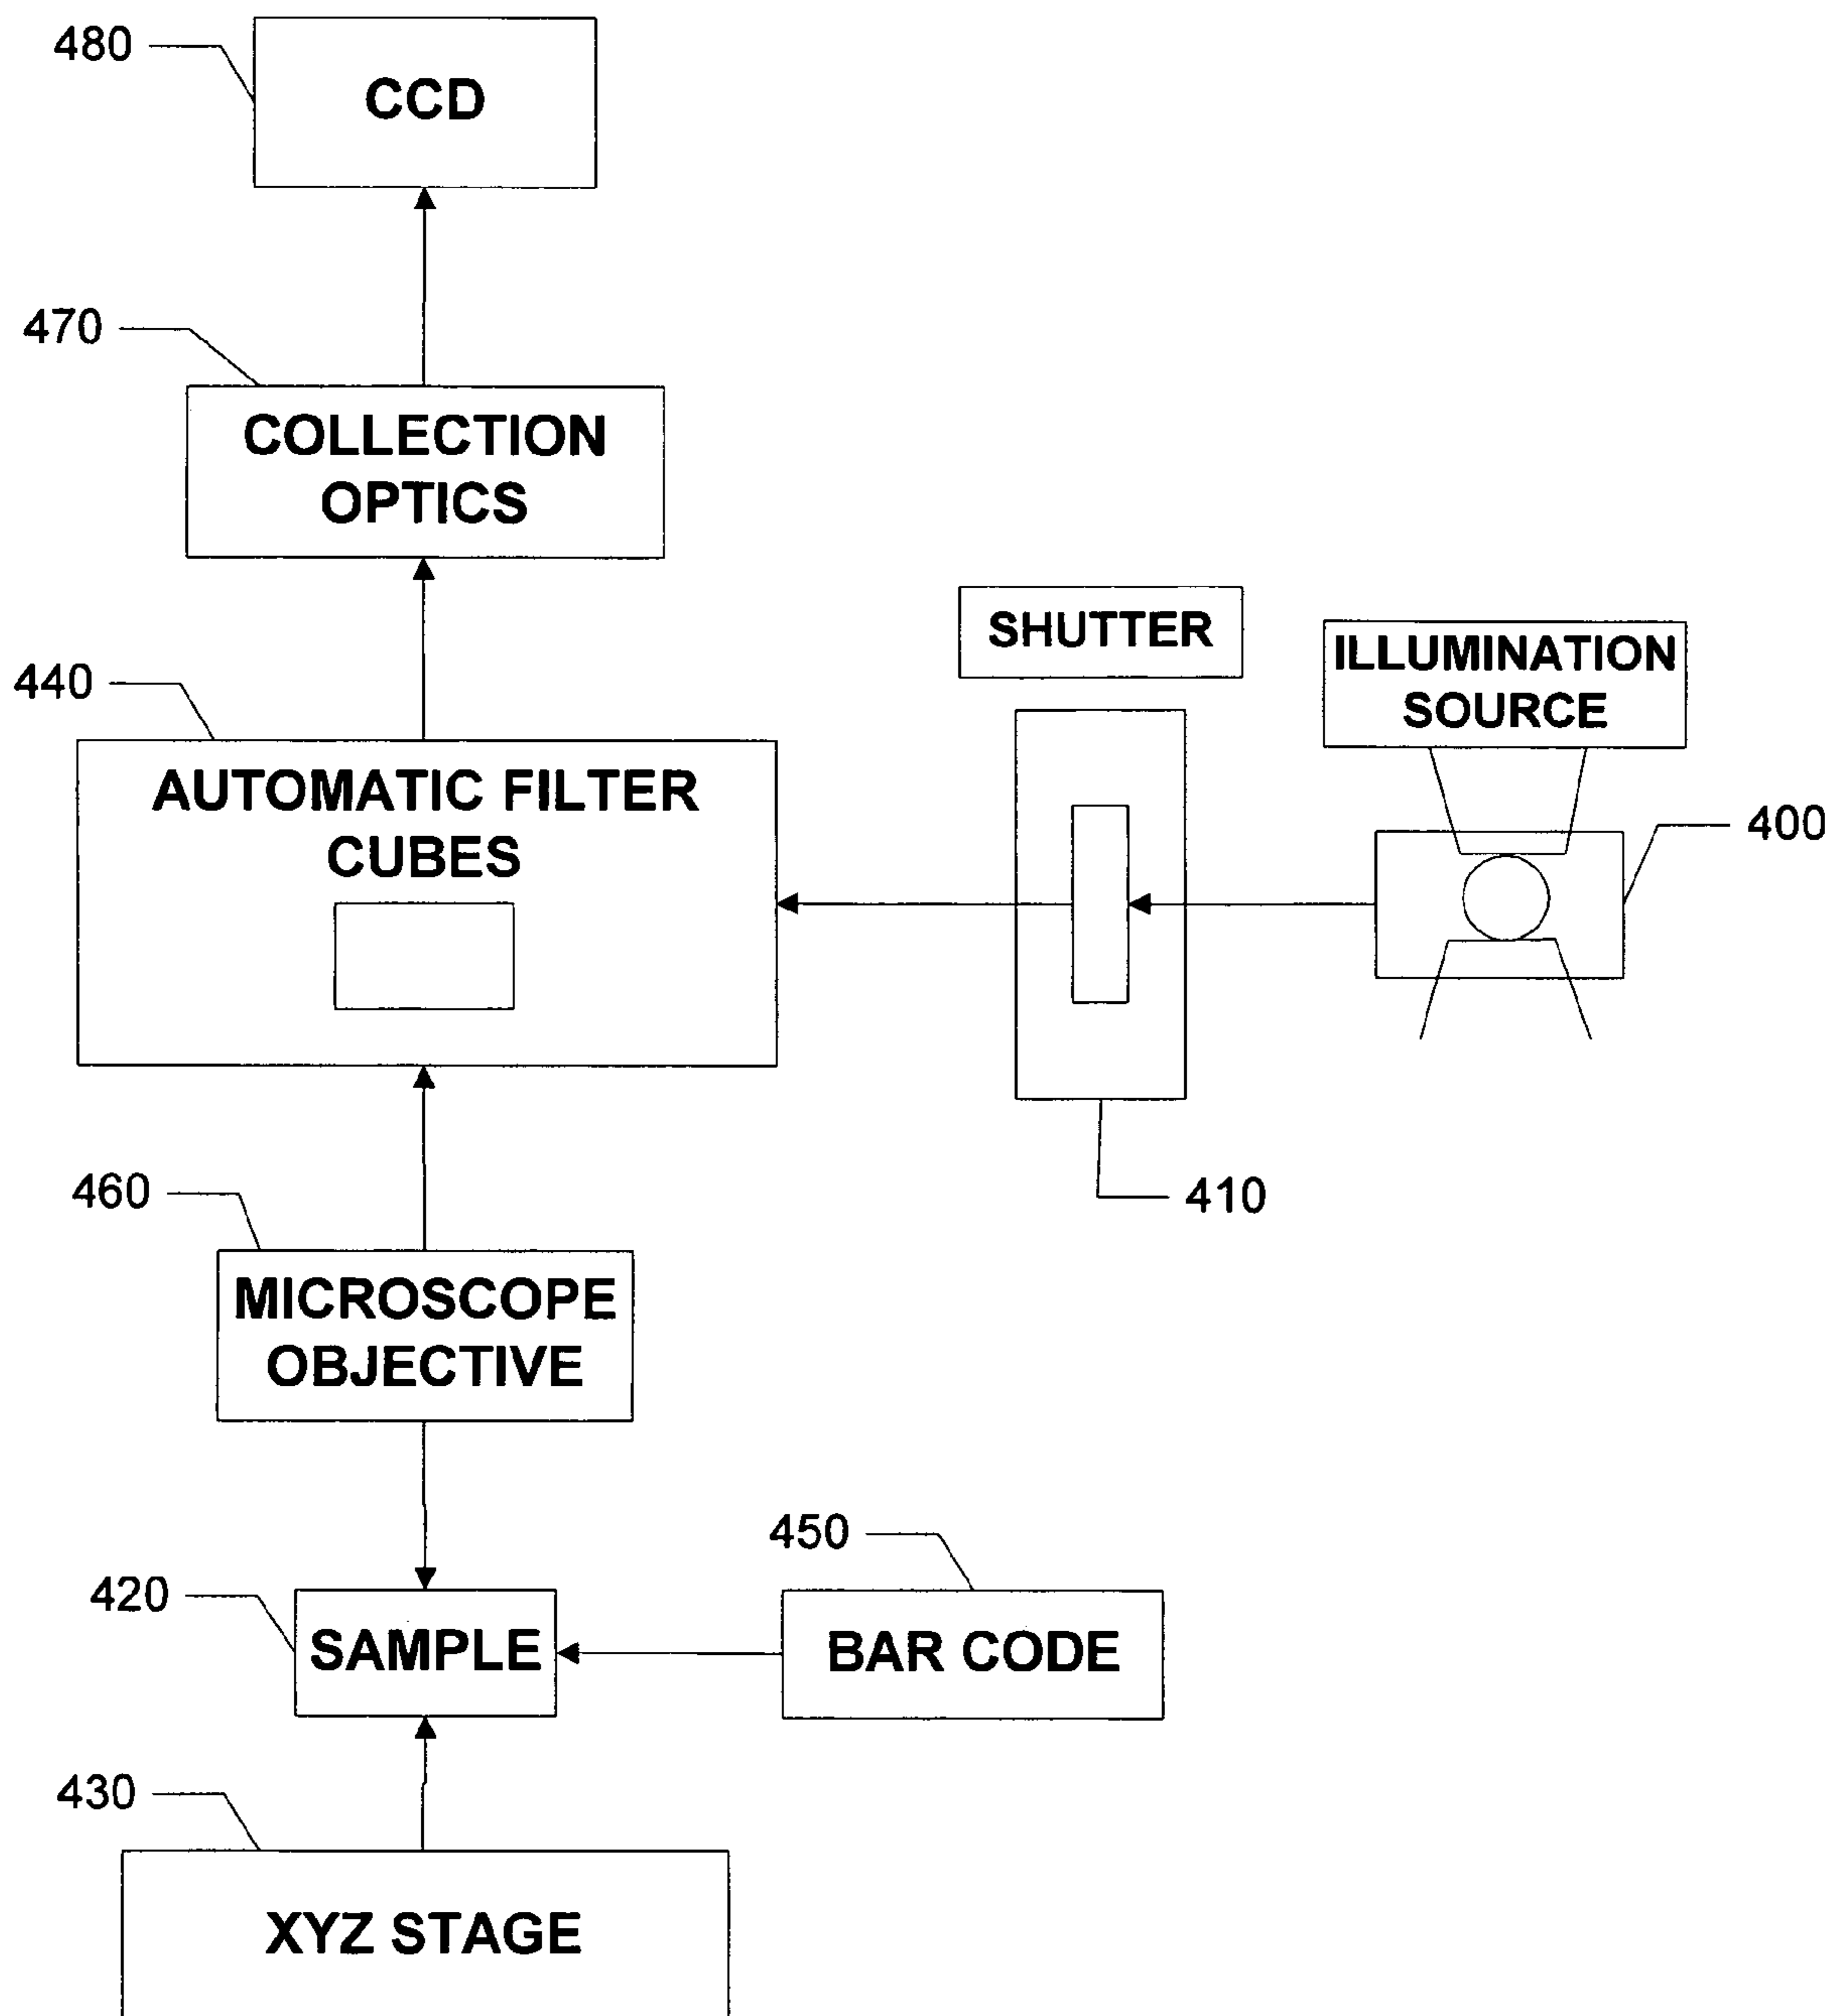 480
CCD
470
COLLECTION
OPTICS
SHUTTER
ILLUMINATION
SOURCE
440
AUTOMATIC FILTER
CUBES
400
460
410
MICROSCOPE
OBJECTIVE
450
420
SAMPLE
BAR CODE
430
XYZ STAGE